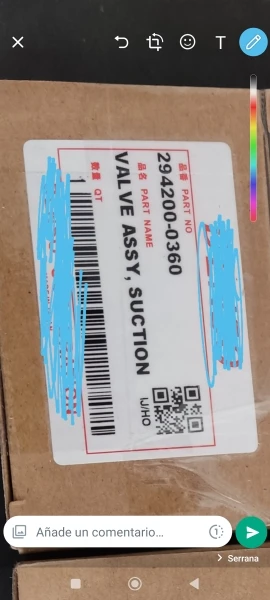 T
品番 PART NO
294200-0360
品名 PART NAME
VALVE ASSY, SUCTION
数量 QT
1
IJ/HO
Añade un comentario...
1
Serrana